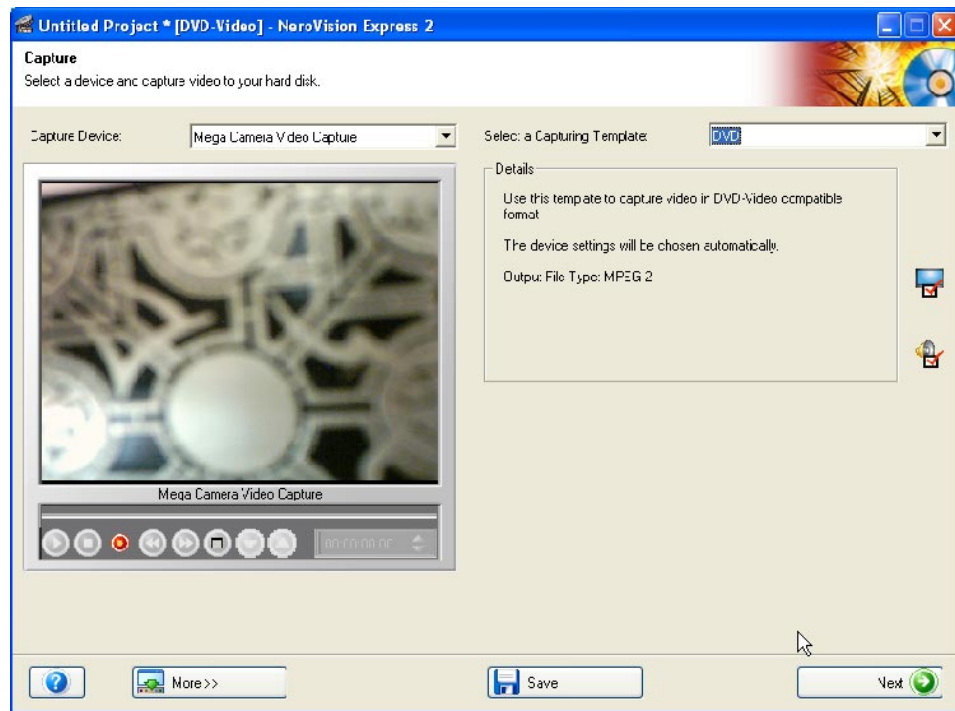 Untitled Project * [DVD-Video] - NeroVision Express 2
Capture
Select a device and capture video to your hard disk.
Capture Device:
Mega Camera Video Capture
Select a Capturing Template:
DVD
Details
Use this template to capture video in DVD-Video compatible
format
The device settings will be chosen automatically.
Output File Type: MPEG 2
Mega Camera Video Capture
More >>
Save
Next